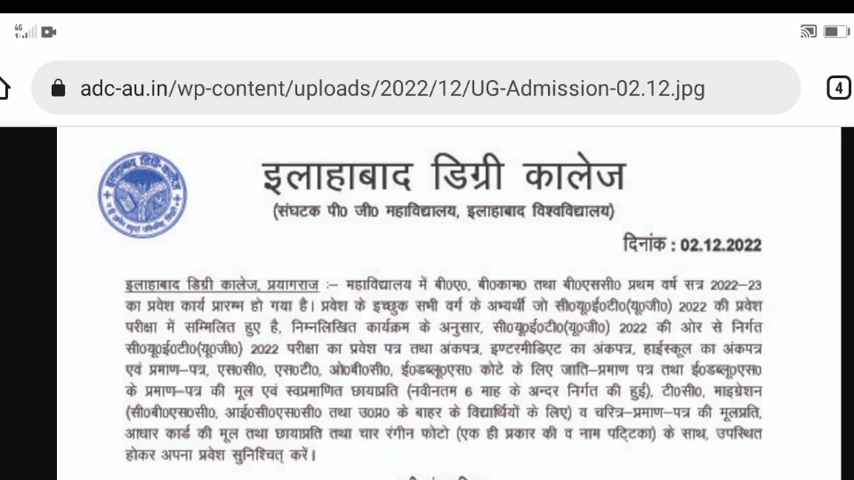 4G
adc-au.in/wp-content/uploads/2022/12/UG-Admission-02.12.jpg
4
इलाहाबाद डिग्री कालेज
(संघटक पी0 जी0 महाविद्यालय, इलाहाबाद विश्वविद्यालय)
दिनांक : 02.12.2022
इलाहाबाद डिग्री कालेज, प्रयागराज :– महाविद्यालय में बी0ए0, बी0काम0 तथा बी0एससी0 प्रथम वर्ष सत्र 2022–23
का प्रवेश कार्य प्रारम्भ हो गया है। प्रवेश के इच्छुक सभी वर्ग के अभ्यर्थी जो सी0यू0ई0टी0(यू0जी0) 2022 की प्रवेश
परीक्षा में सम्मिलित हुए है, निम्नलिखित कार्यक्रम के अनुसार, सी0यू0ई0टी0(यू0जी0) 2022 की ओर से निर्गत
सी0यू0ई0टी0(यू0जी0) 2022 परीक्षा का प्रवेश पत्र तथा अंकपत्र, इण्टरमीडिएट का अंकपत्र, हाईस्कूल का अंकपत्र
एवं प्रमाण–पत्र, एस0सी0, एस0टी0, ओ0बी0सी0, ई0डब्लू0एस0 कोटे के लिए जाति–प्रमाण पत्र तथा ई0डब्लू0एस0
के प्रमाण–पत्र की मूल एवं स्वप्रमाणित छायाप्रति (नवीनतम 6 माह के अन्दर निर्गत की हुई), टी0सी0, माइग्रेशन
(सी0बी0एस0सी0, आई0सी0एस0सी0 तथा उ0प्र0 के बाहर के विद्यार्थियों के लिए) व चरित्र–प्रमाण–पत्र की मूलप्रति,
आधार कार्ड की मूल तथा छायाप्रति तथा चार रंगीन फोटो (एक ही प्रकार की व नाम पट्टिका) के साथ, उपस्थित
होकर अपना प्रवेश सुनिश्चित् करें।